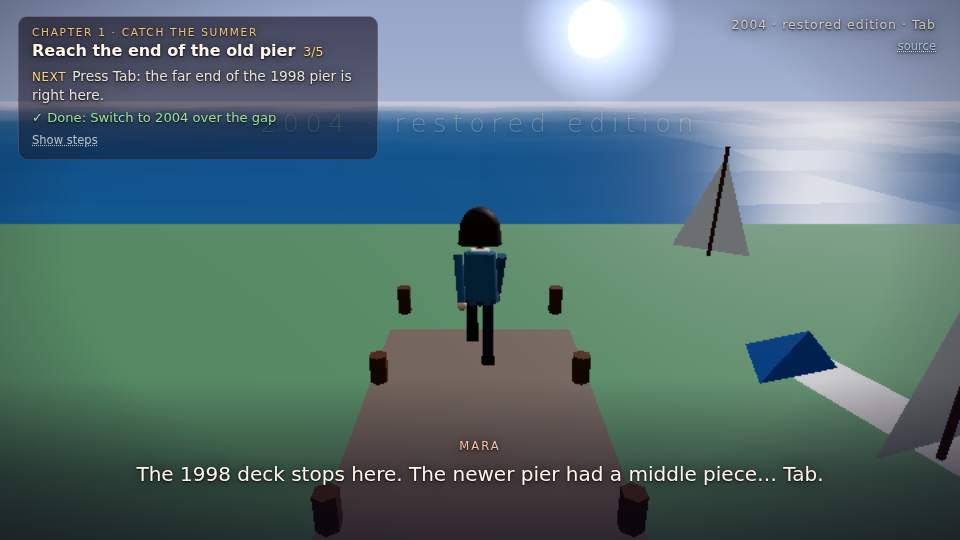 CHAPTER 1 · CATCH THE SUMMER
Reach the end of the old pier 3/5
NEXT Press Tab: the far end of the 1998 pier is
right here.
✓ Done: Switch to 2004 over the gap
Show steps
2004 · restored edition · Tab
source
2004 restored edition
MARA
The 1998 deck stops here. The newer pier had a middle piece… Tab.